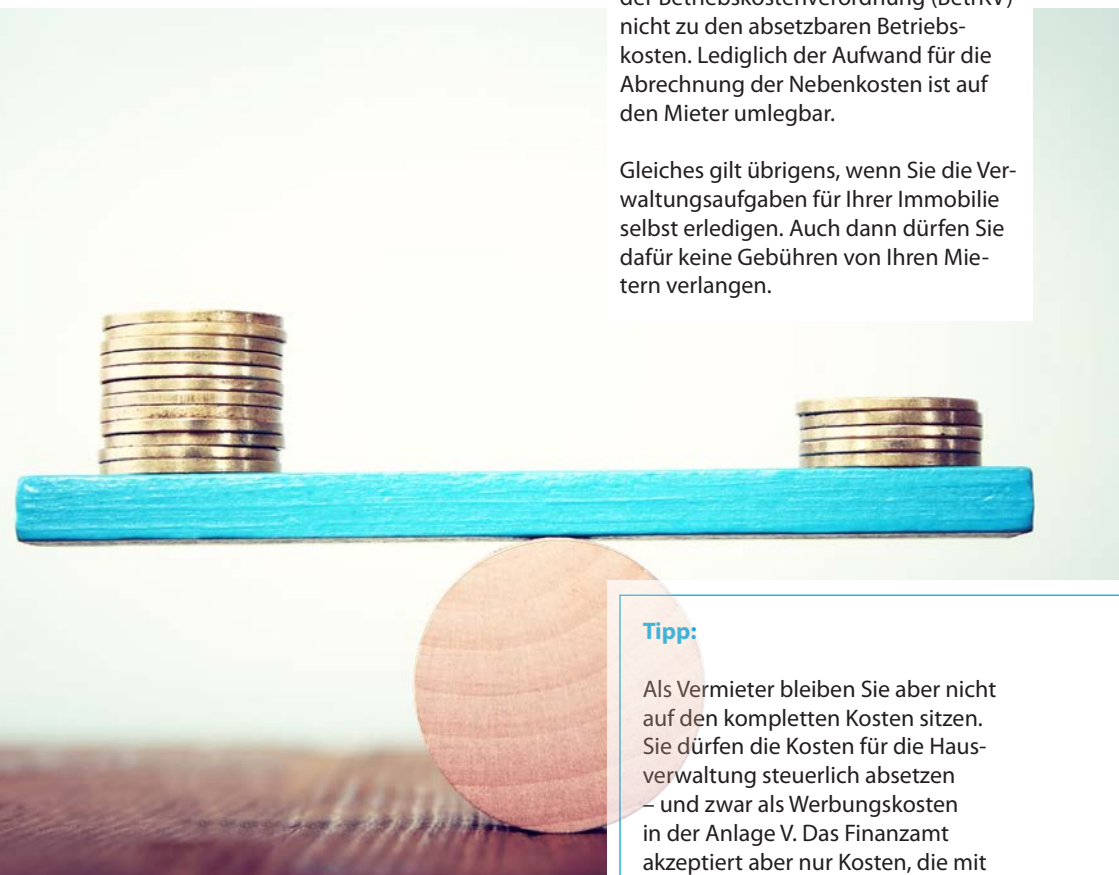 der Betriebskostenverordnung (BetrKV)
nicht zu den absetzbaren Betriebs-
kosten. Lediglich der Aufwand für die
Abrechnung der Nebenkosten ist auf
den Mieter umlegbar.
Gleiches gilt übrigens, wenn Sie die Ver-
waltungsaufgaben für Ihrer Immobilie
selbst erledigen. Auch dann dürfen Sie
dafür keine Gebühren von Ihren Mie-
tern verlangen.
Tipp:
Als Vermieter bleiben Sie aber nicht
auf den kompletten Kosten sitzen.
Sie dürfen die Kosten für die Haus-
verwaltung steuerlich absetzen
– und zwar als Werbungskosten
in der Anlage V. Das Finanzamt
akzeptiert aber nur Kosten, die mit